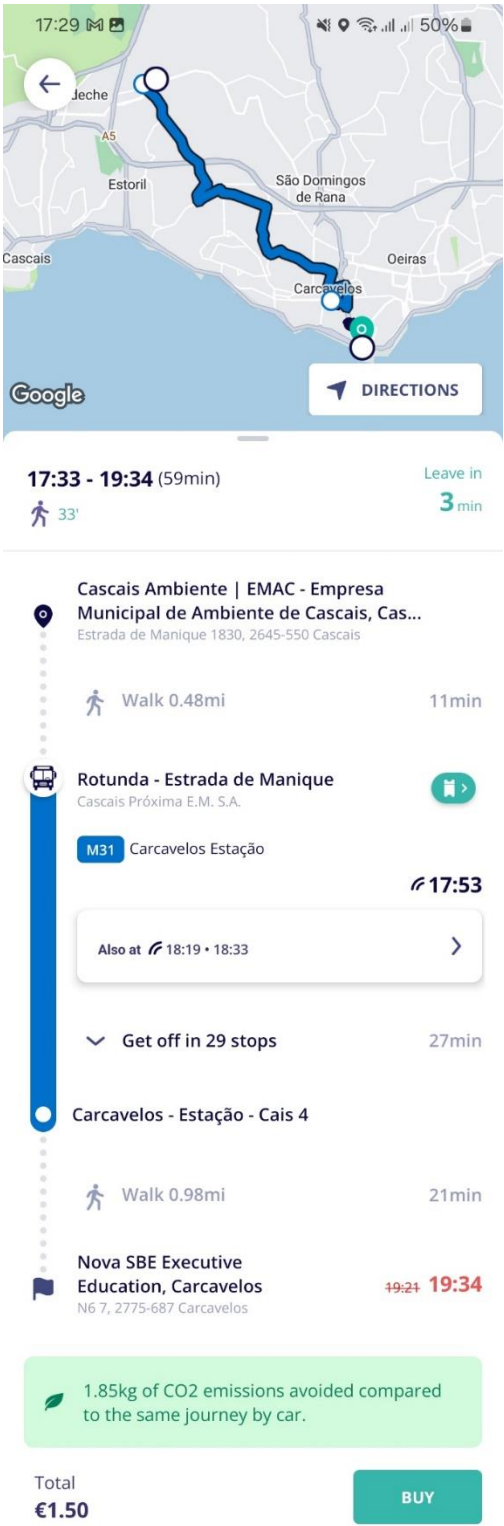 17:29
50%
deche
A5
Estoril
São Domingos
de Rana
Cascais
Oeiras
Carcavelos
Google
DIRECTIONS
17:33 - 19:34 (59min)
Leave in
33'
3 min
Cascais Ambiente | EMAC - Empresa
Municipal de Ambiente de Cascais, Cas...
Estrada de Manique 1830, 2645-550 Cascais
Walk 0.48mi
11min
Rotunda - Estrada de Manique
Cascais Próxima E.M. S.A.
M31 Carcavelos Estação
17:53
Also at 18:19 • 18:33
Get off in 29 stops
27min
Carcavelos - Estação - Cais 4
Walk 0.98mi
21min
Nova SBE Executive
Education, Carcavelos
19:21 19:34
N6 7, 2775-687 Carcavelos
1.85kg of CO2 emissions avoided compared
to the same journey by car.
Total
€1.50
BUY